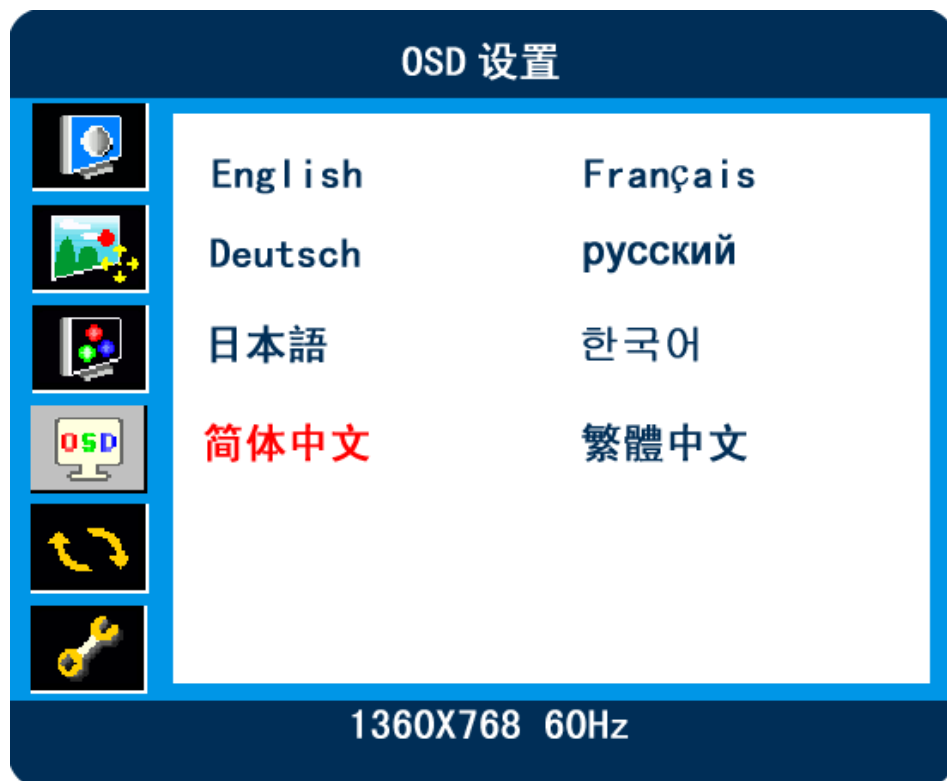 OSD 设置
English Français
Deutsch русский
日本語 한국어
OSD 简体中文 繁體中文
1360X768 60Hz